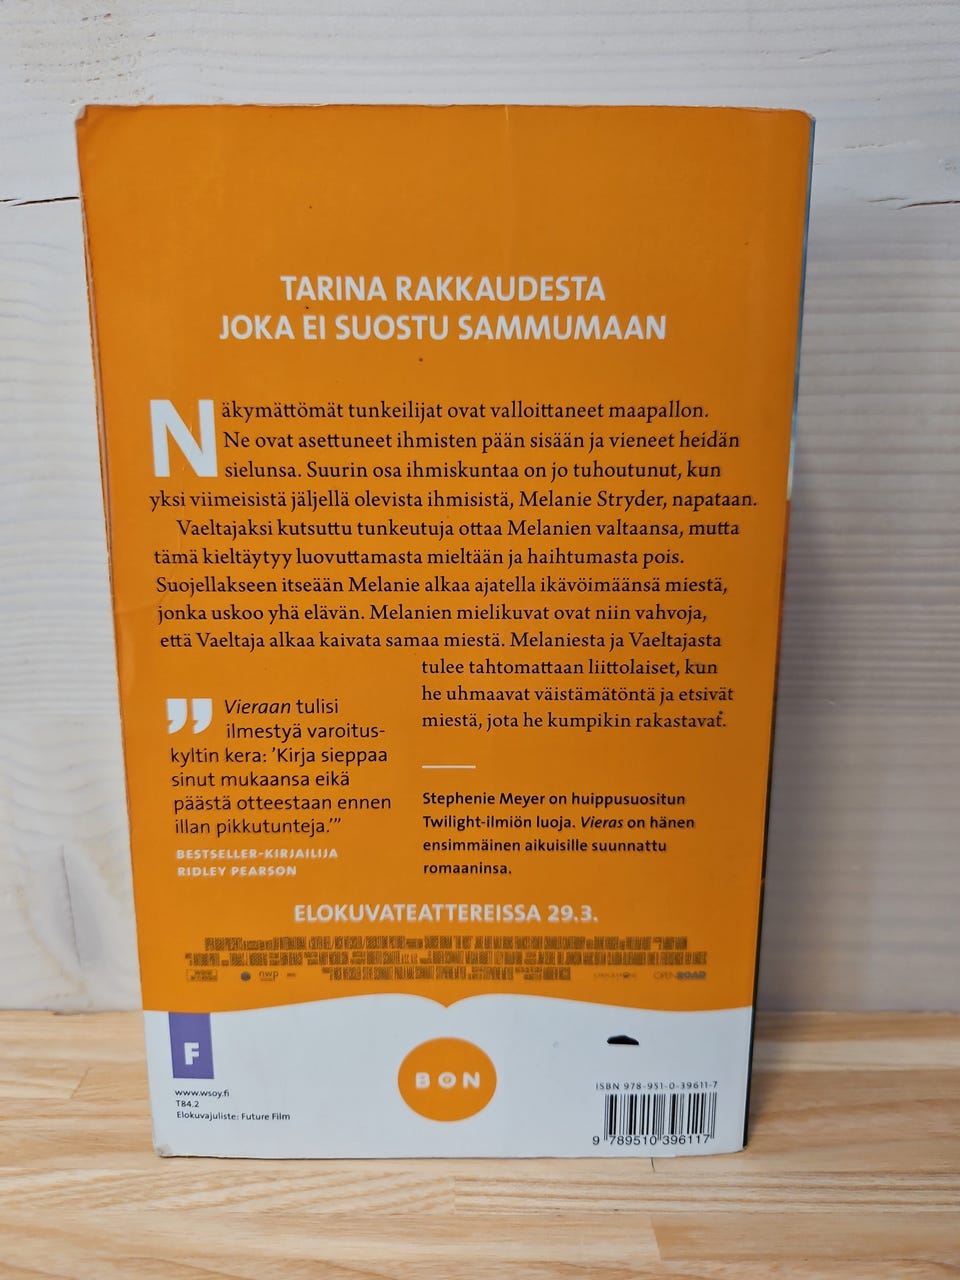 TARINA RAKKAUDESTA
JOKA EI SUOSTU SAMMUMAAN
Näkymättömät tunkeilijat ovat valloittaneet maapallon.
Ne ovat asettuneet ihmisten pään sisään ja vieneet heidän
sielunsa. Suurin osa ihmiskuntaa on jo tuhoutunut, kun
yksi viimeisistä jäljellä olevista ihmisistä, Melanie Stryder, napataan.
Vaeltajaksi kutsuttu tunkeutuja ottaa Melanien valtaansa, mutta
tämä kieltäytyy luovuttamasta mieltään ja haihtumasta pois.
Suojellakseen itseään Melanie alkaa ajatella ikävöimäänsä miestä,
jonka uskoo yhä elävän. Melanien mielikuvat ovat niin vahvoja,
että Vaeltaja alkaa kaivata samaa miestä. Melaniesta ja Vaeltajasta
tulee tahtomattaan liittolaiset, kun
he uhmaavat väistämätöntä ja etsivät
miestä, jota he kumpikin rakastavat.
” Vieraan tulisi
ilmestyä varoitus-
kyltin kera: ’Kirja sieppaa
sinut mukaansa eikä
päästä otteestaan ennen
illan pikkutunteja.’”
BESTSELLER-KIRJAILIJA
RIDLEY PEARSON
Stephenie Meyer on huippusuositun
Twilight-ilmiön luoja. Vieras on hänen
ensimmäinen aikuisille suunnattu
romaaninsa.
ELOKUVATEATTEREISSA 29.3.
nwp
OPEN ROAD
F
www.wsoy.fi
T84.2
Elokuvajuliste: Future Film
BON
ISBN 978-951-0-39611-7
9 789510 396117